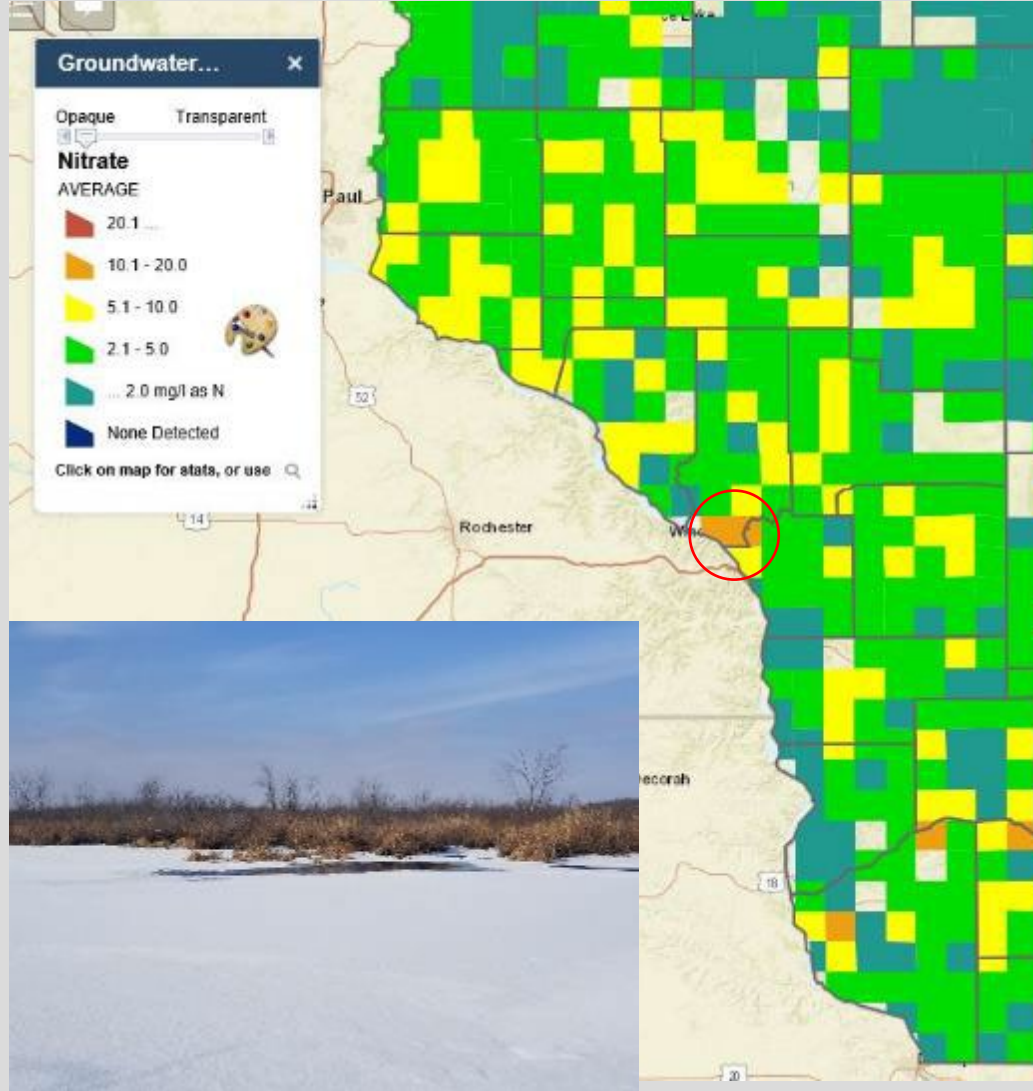 Groundwater... ×
Opaque Transparent
Nitrate
AVERAGE
20.1 ...
10.1 - 20.0
5.1 - 10.0
2.1 - 5.0
... 2.0 mg/l as N
None Detected
Click on map for stats, or use
Paul
52
14
Rochester
ecorah
18
20